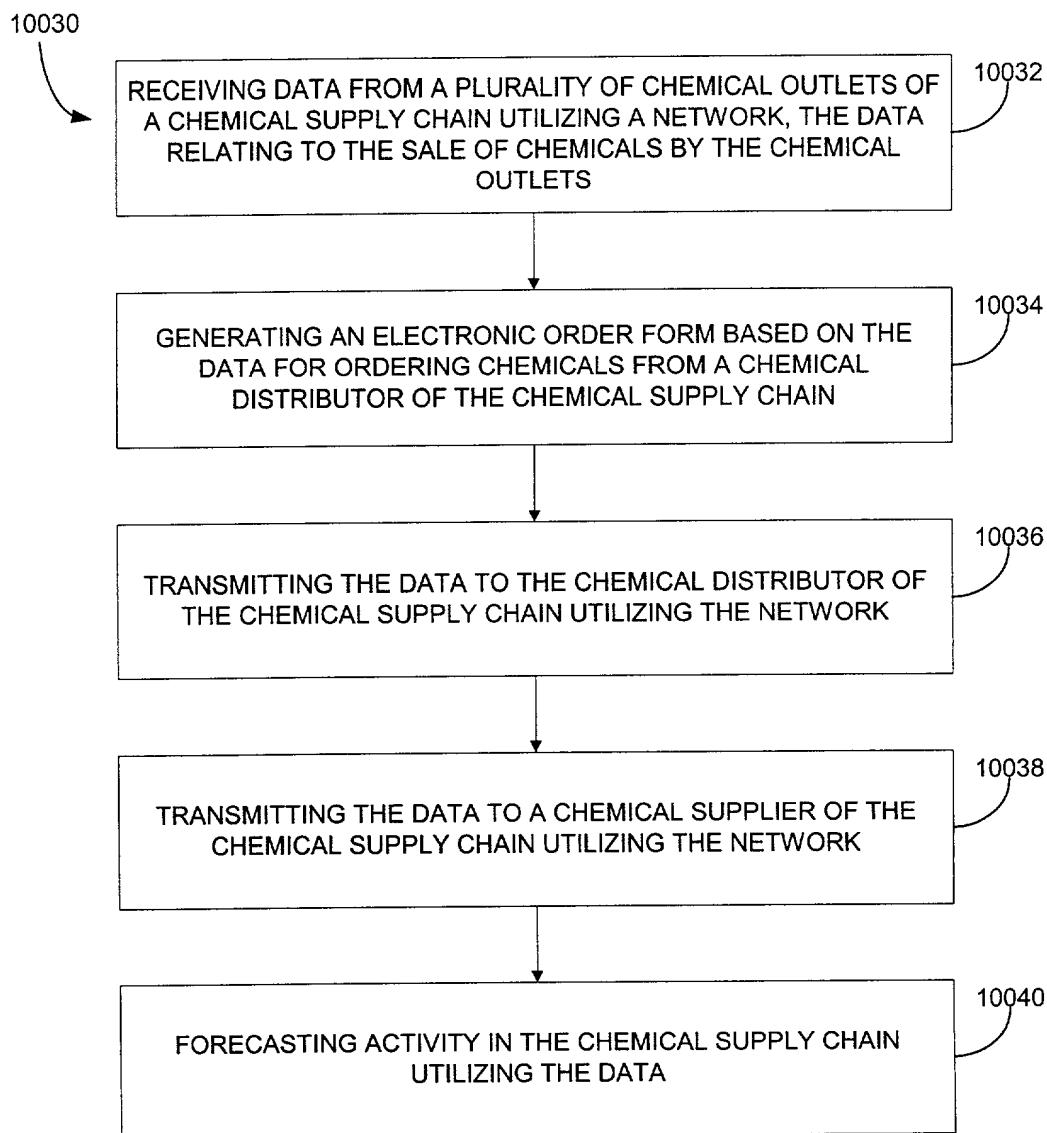 10030
RECEIVING DATA FROM A PLURALITY OF CHEMICAL OUTLETS OF
A CHEMICAL SUPPLY CHAIN UTILIZING A NETWORK, THE DATA
RELATING TO THE SALE OF CHEMICALS BY THE CHEMICAL
OUTLETS
10032
GENERATING AN ELECTRONIC ORDER FORM BASED ON THE
DATA FOR ORDERING CHEMICALS FROM A CHEMICAL
DISTRIBUTOR OF THE CHEMICAL SUPPLY CHAIN
10034
TRANSMITTING THE DATA TO THE CHEMICAL DISTRIBUTOR OF
THE CHEMICAL SUPPLY CHAIN UTILIZING THE NETWORK
10036
TRANSMITTING THE DATA TO A CHEMICAL SUPPLIER OF THE
CHEMICAL SUPPLY CHAIN UTILIZING THE NETWORK
10038
FORECASTING ACTIVITY IN THE CHEMICAL SUPPLY CHAIN
UTILIZING THE DATA
10040